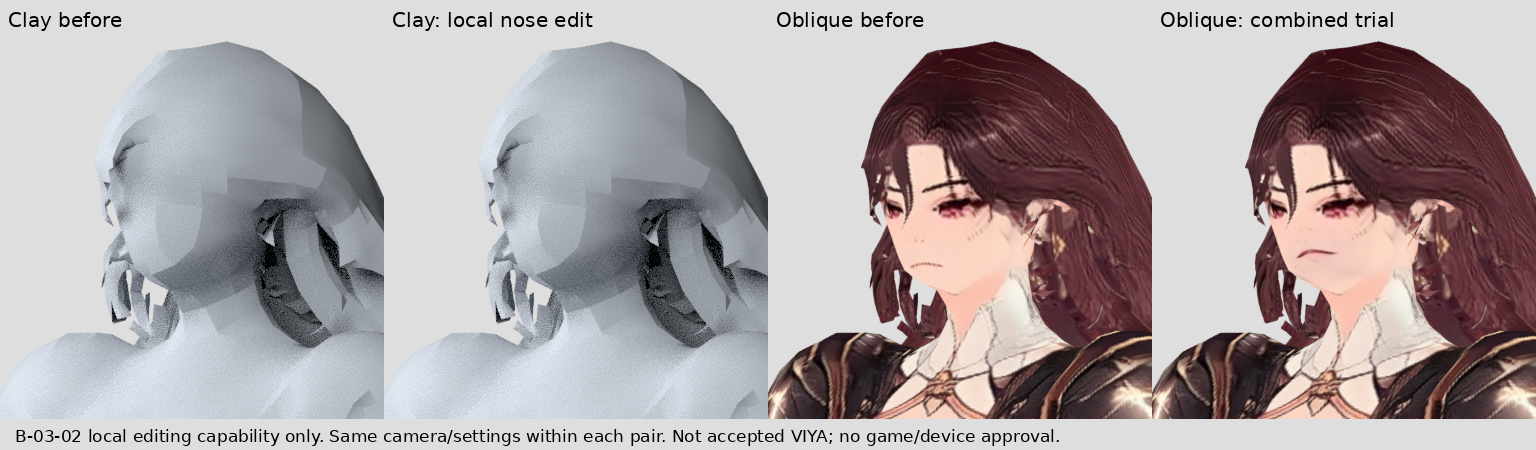 Clay before
Clay: local nose edit
Oblique before
Oblique: combined trial
B-03-02 local editing capability only. Same camera/settings within each pair. Not accepted VIYA; no game/device approval.